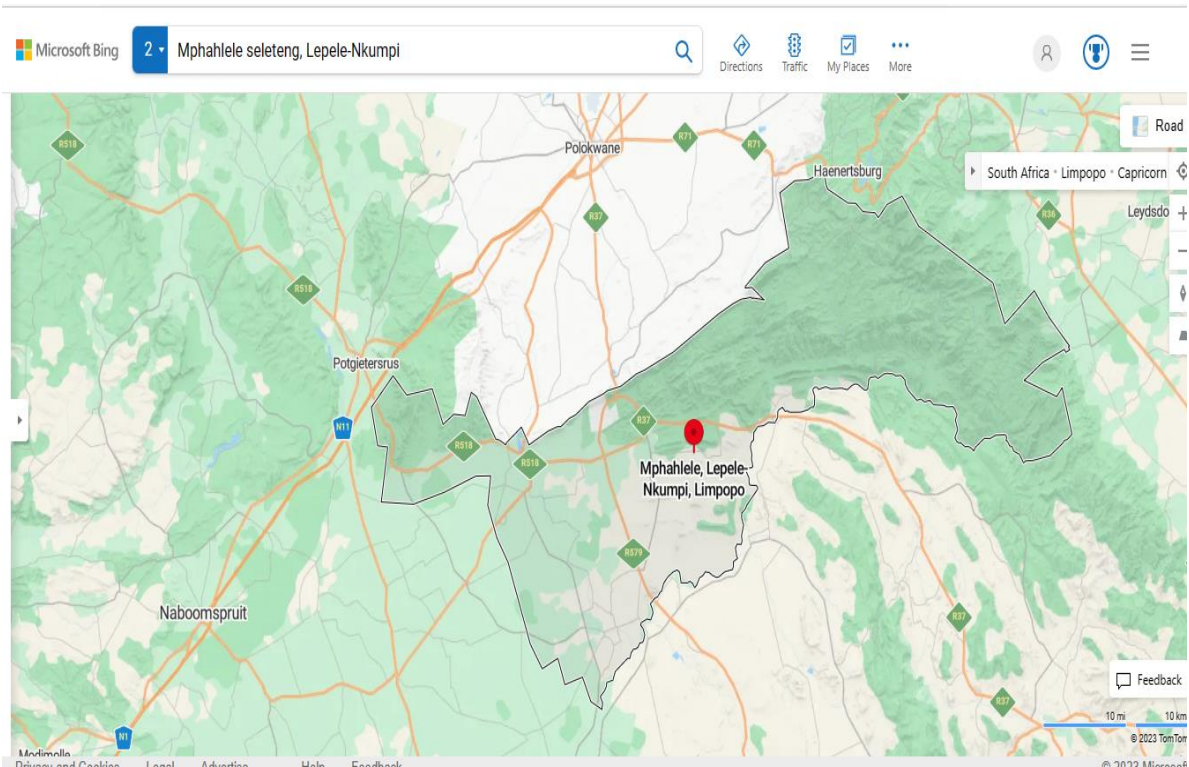 Microsoft Bing
2
Mphahlele seleteng, Lepele-Nkumpi
Directions
Traffic
My Places
More
Road
South Africa · Limpopo · Capricorn
R518
Polokwane
R71
R71
Haenertsburg
R37
R36
Leydsdo
R518
Potgietersrus
N11
R37
R518
R518
Mphahlele, Lepele-
Nkumpi, Limpopo
R579
Naboomspruit
R37
R37
Feedback
10 mi
10 km
© 2023 TomTom
N1
Modimolle
Privacy and Cookies
Legal
Advertise
Help
Feedback
© 2023 Microsoft